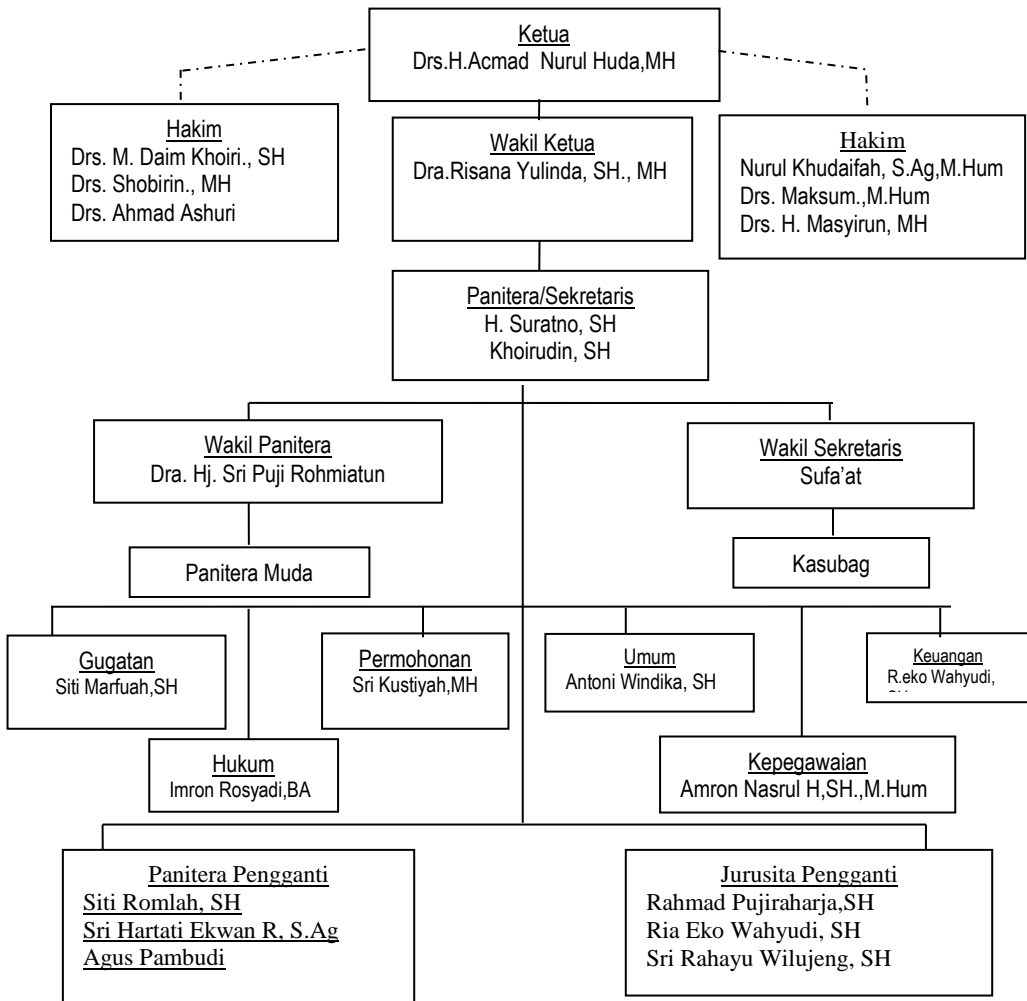 Ketua
Drs.H.Acmad Nurul Huda,MH
Hakim
Drs. M. Daim Khoiri., SH
Drs. Shobirin., MH
Drs. Ahmad Ashuri
Wakil Ketua
Dra.Risana Yulinda, SH., MH
Hakim
Nurul Khudaifah, S.Ag,M.Hum
Drs. Maksum.,M.Hum
Drs. H. Masyirun, MH
Panitera/Sekretaris
H. Suratno, SH
Khoirudin, SH
Wakil Panitera
Dra. Hj. Sri Puji Rohmiatun
Wakil Sekretaris
Sufa’at
Panitera Muda
Kasubag
Gugatan
Siti Marfuah,SH
Permohonan
Sri Kustiyah,MH
Umum
Antoni Windika, SH
Keuangan
R.eko Wahyudi,
Hukum
Imron Rosyadi,BA
Kepegawaian
Amron Nasrul H,SH.,M.Hum
Panitera Pengganti
Siti Romlah, SH
Sri Hartati Ekwan R, S.Ag
Agus Pambudi
Jurusita Pengganti
Rahmad Pujiraharja,SH
Ria Eko Wahyudi, SH
Sri Rahayu Wilujeng, SH